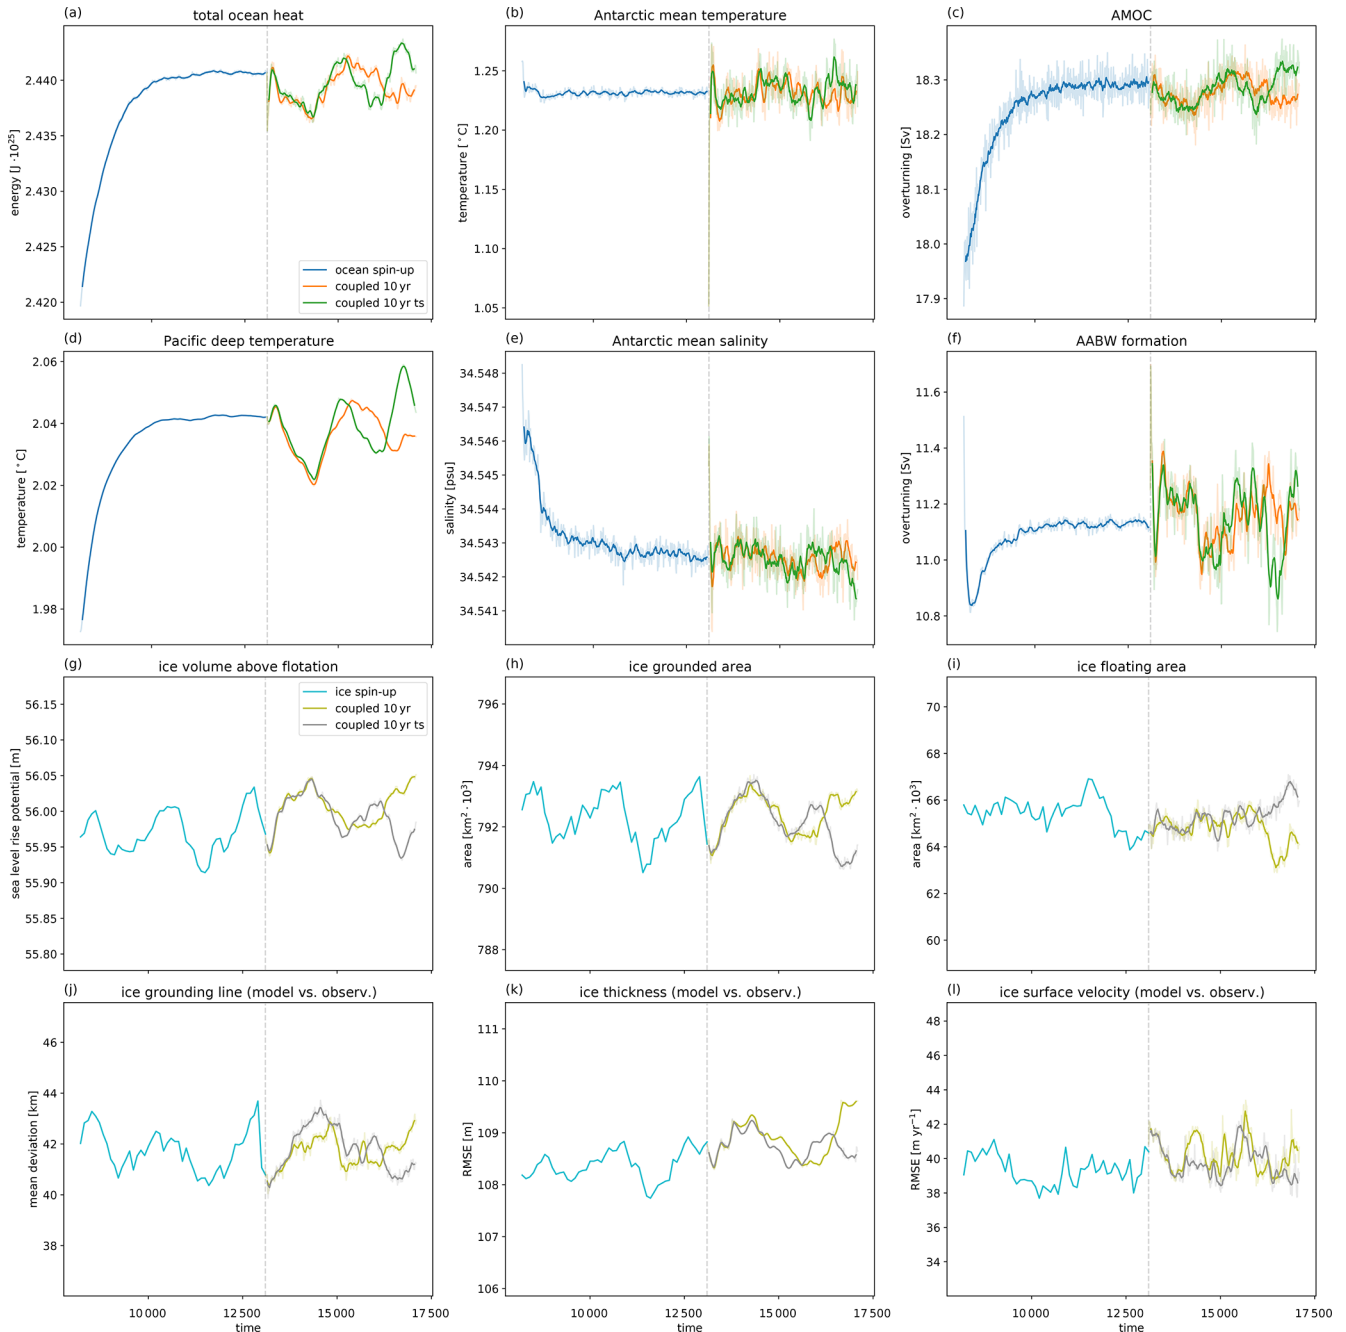 (a)
total ocean heat
energy [J ·10²⁵]
2.440
2.435
2.430
2.425
2.420
ocean spin-up
coupled 10 yr
coupled 10 yr ts
(b)
Antarctic mean temperature
temperature [°C]
1.25
1.20
1.15
1.10
1.05
(c)
AMOC
overturning [Sv]
18.3
18.2
18.1
18.0
17.9
(d)
Pacific deep temperature
temperature [°C]
2.06
2.04
2.02
2.00
1.98
(e)
Antarctic mean salinity
salinity [psu]
34.548
34.547
34.546
34.545
34.544
34.543
34.542
34.541
(f)
AABW formation
overturning [Sv]
11.6
11.4
11.2
11.0
10.8
(g)
ice volume above flotation
sea level rise potential [m]
56.15
56.10
56.05
56.00
55.95
55.90
55.85
55.80
ice spin-up
coupled 10 yr
coupled 10 yr ts
(h)
ice grounded area
area [km² · 10³]
796
794
792
790
788
(i)
ice floating area
area [km² · 10³]
70
68
66
64
62
60
(j)
ice grounding line (model vs. observ.)
mean deviation [km]
46
44
42
40
38
10 000
12 500
15 000
17 500
time
(k)
ice thickness (model vs. observ.)
RMSE [m]
111
110
109
108
107
106
10 000
12 500
15 000
17 500
time
(l)
ice surface velocity (model vs. observ.)
RMSE [m yr⁻¹]
48
46
44
42
40
38
36
34
10 000
12 500
15 000
17 500
time